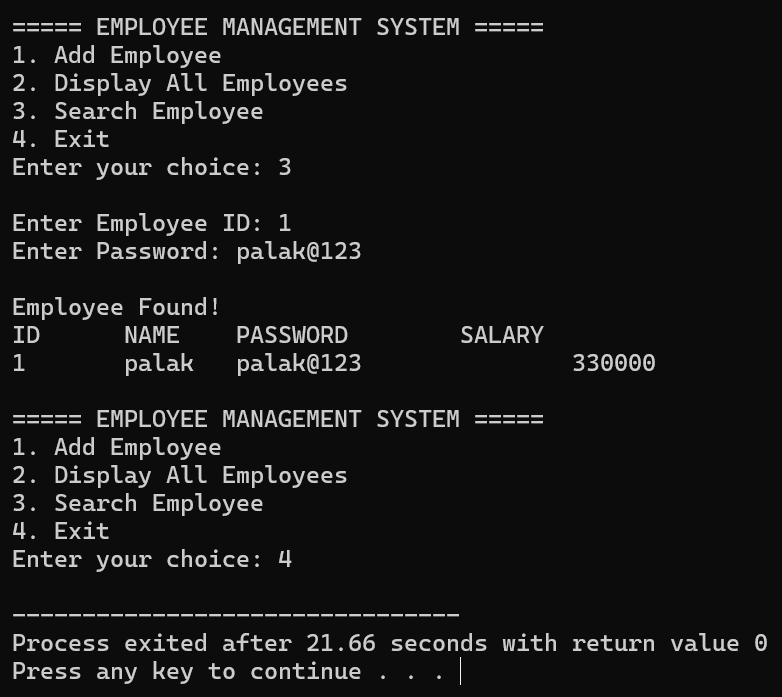 ===== EMPLOYEE MANAGEMENT SYSTEM =====
1. Add Employee
2. Display All Employees
3. Search Employee
4. Exit
Enter your choice: 3

Enter Employee ID: 1
Enter Password: palak@123

Employee Found!
ID      NAME    PASSWORD        SALARY
1       palak   palak@123               330000

===== EMPLOYEE MANAGEMENT SYSTEM =====
1. Add Employee
2. Display All Employees
3. Search Employee
4. Exit
Enter your choice: 4

--------------------------------
Process exited after 21.66 seconds with return value 0
Press any key to continue . . .